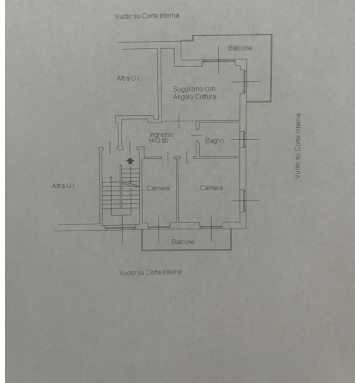 Vuoto su Corte Interna
Balcone
Altra U.I.
Soggiorno con
Angolo Cottura
Ingresso
H=3.60
Bagno
Vuoto su Corte Interna
Altra U.I.
Camera
Camera
Balcone
Vuoto su Corte Interna